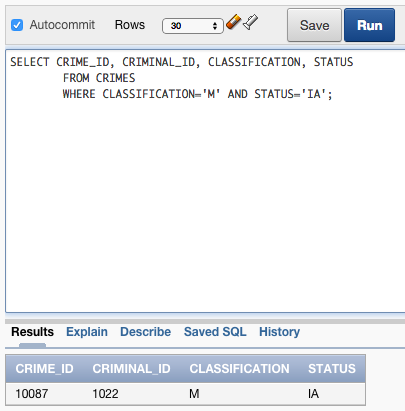 Autocommit Rows 30 Save Run
SELECT CRIME_ID, CRIMINAL_ID, CLASSIFICATION, STATUS
FROM CRIMES
WHERE CLASSIFICATION='M' AND STATUS='IA';
Results Explain Describe Saved SQL History
CRIME_ID CRIMINAL_ID CLASSIFICATION STATUS
10087 1022 M IA